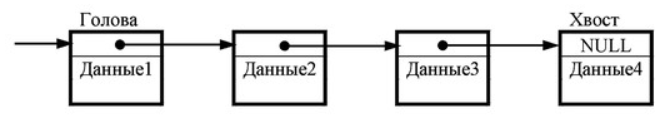 Голова
Хвост
NULL
Данные1
Данные2
Данные3
Данные4